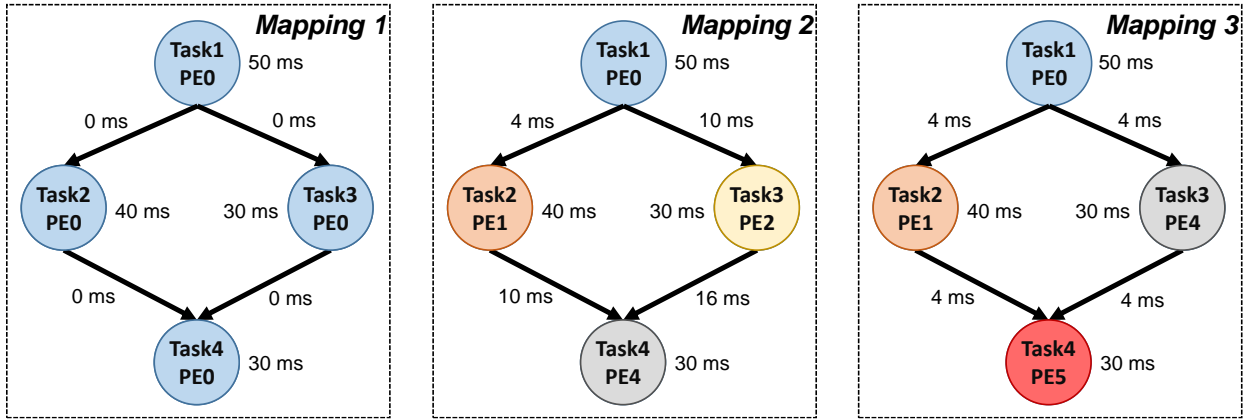 Mapping 1
Task1
PE0
50 ms
0 ms
0 ms
Task2
PE0
40 ms
30 ms
Task3
PE0
0 ms
0 ms
Task4
PE0
30 ms
Mapping 2
Task1
PE0
50 ms
4 ms
10 ms
Task2
PE1
40 ms
30 ms
Task3
PE2
10 ms
16 ms
Task4
PE4
30 ms
Mapping 3
Task1
PE0
50 ms
4 ms
4 ms
Task2
PE1
40 ms
30 ms
Task3
PE4
4 ms
4 ms
Task4
PE5
30 ms